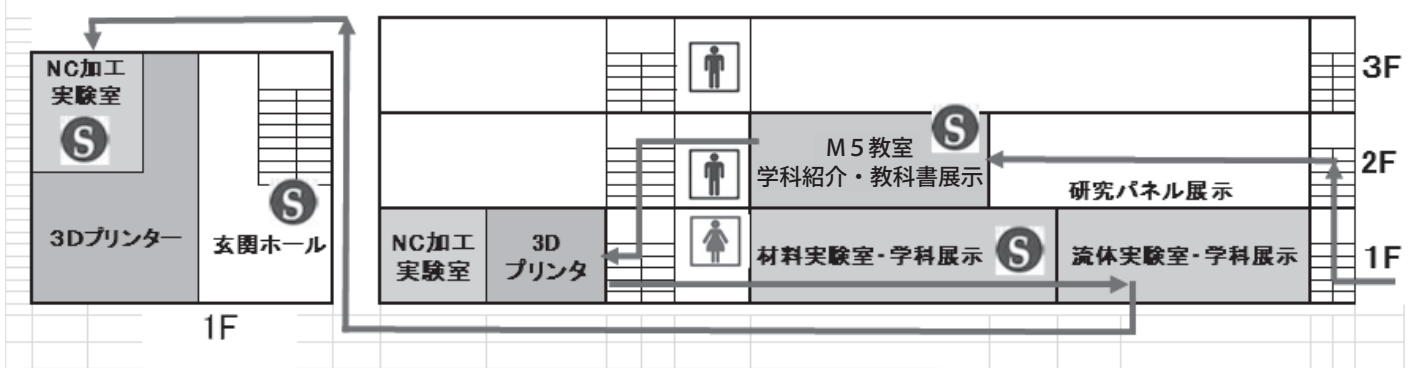 NC加工
実験室
S
3Dプリンター
S
玄関ホール
1F
3F
S
M5教室
学科紹介・教科書展示
2F
研究パネル展示
NC加工
実験室
3D
プリンタ
材料実験室・学科展示
S
流体実験室・学科展示
1F